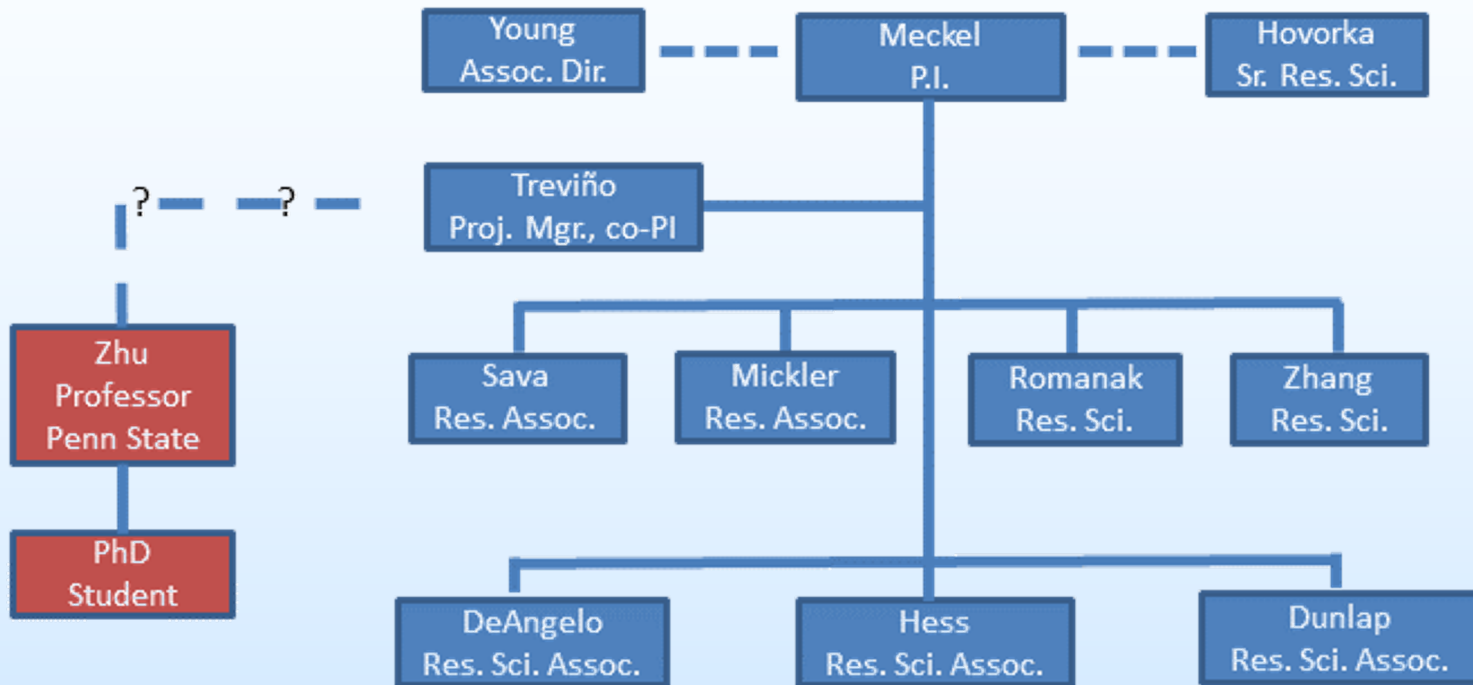 Young
Assoc. Dir.
Meckel
P.I.
Hovorka
Sr. Res. Sci.
? ?
Treviño
Proj. Mgr., co-PI
Zhu
Professor
Penn State
Sava
Res. Assoc.
Mickler
Res. Assoc.
Romanak
Res. Sci.
Zhang
Res. Sci.
PhD
Student
DeAngelo
Res. Sci. Assoc.
Hess
Res. Sci. Assoc.
Dunlap
Res. Sci. Assoc.